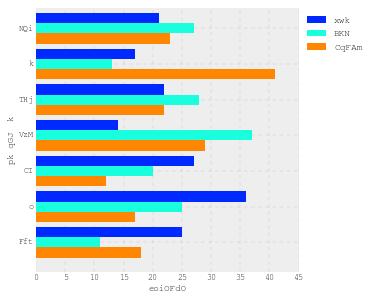 xwk
BKN
CqFAm
NQi
k
THj
VzM
CI
o
Fft
pk qGJ k
0 5 10 15 20 25 30 35 40 45
eoiOFdO